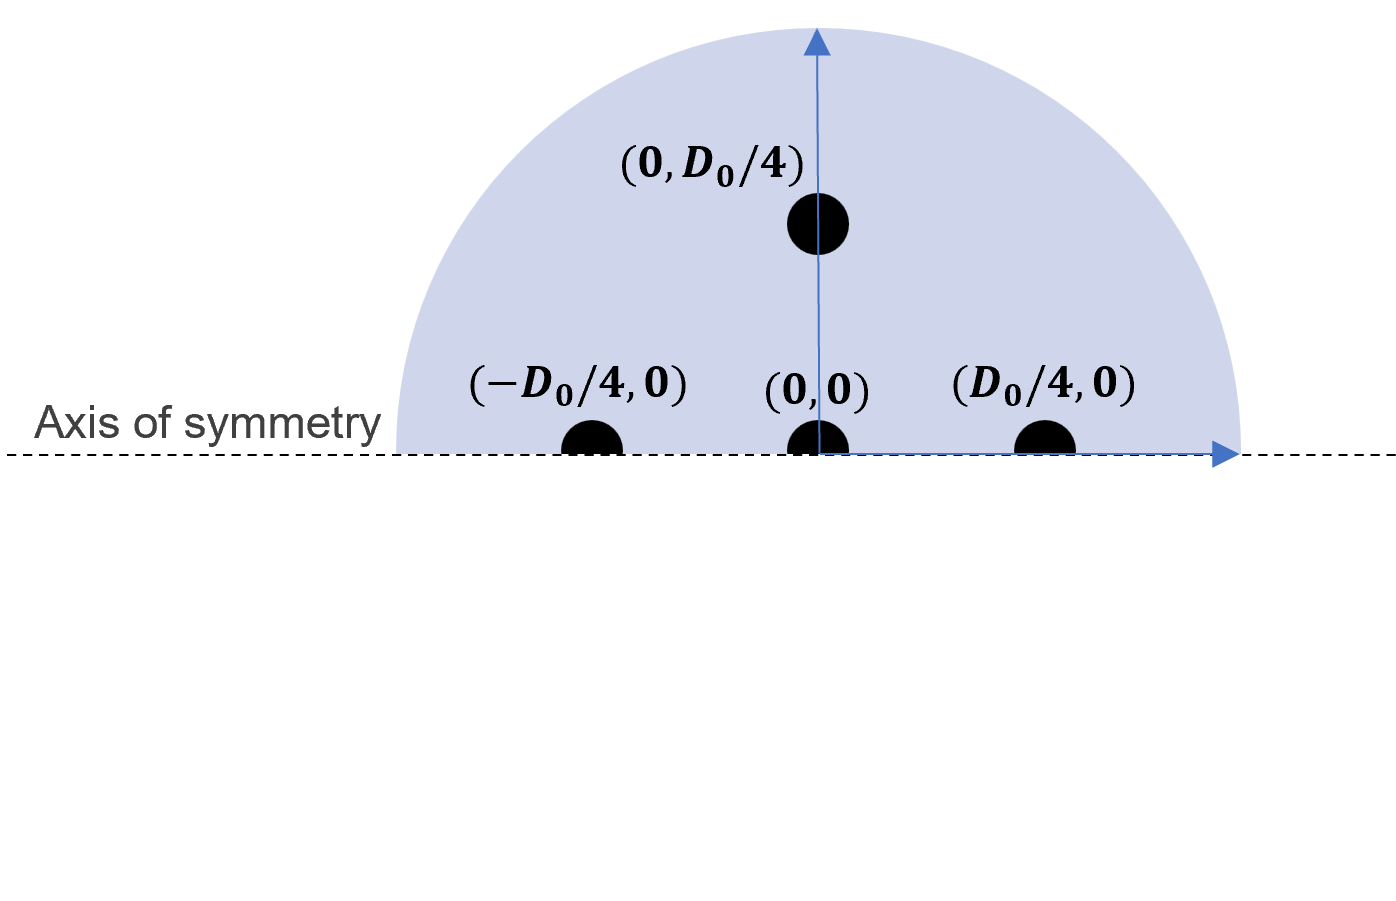 (0, D₀/4)
(−D₀/4, 0)
(0, 0)
(D₀/4, 0)
Axis of symmetry